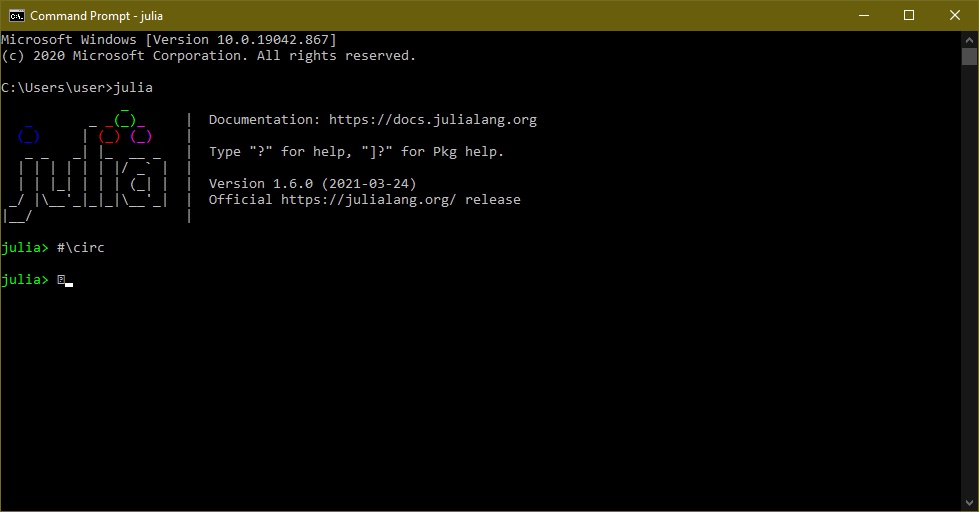 Command Prompt - julia
Microsoft Windows [Version 10.0.19042.867]
(c) 2020 Microsoft Corporation. All rights reserved.
C:\Users\user>julia
Documentation: https://docs.julialang.org
Type "?" for help, "]?" for Pkg help.
Version 1.6.0 (2021-03-24)
Official https://julialang.org/ release
julia> #\circ
julia>